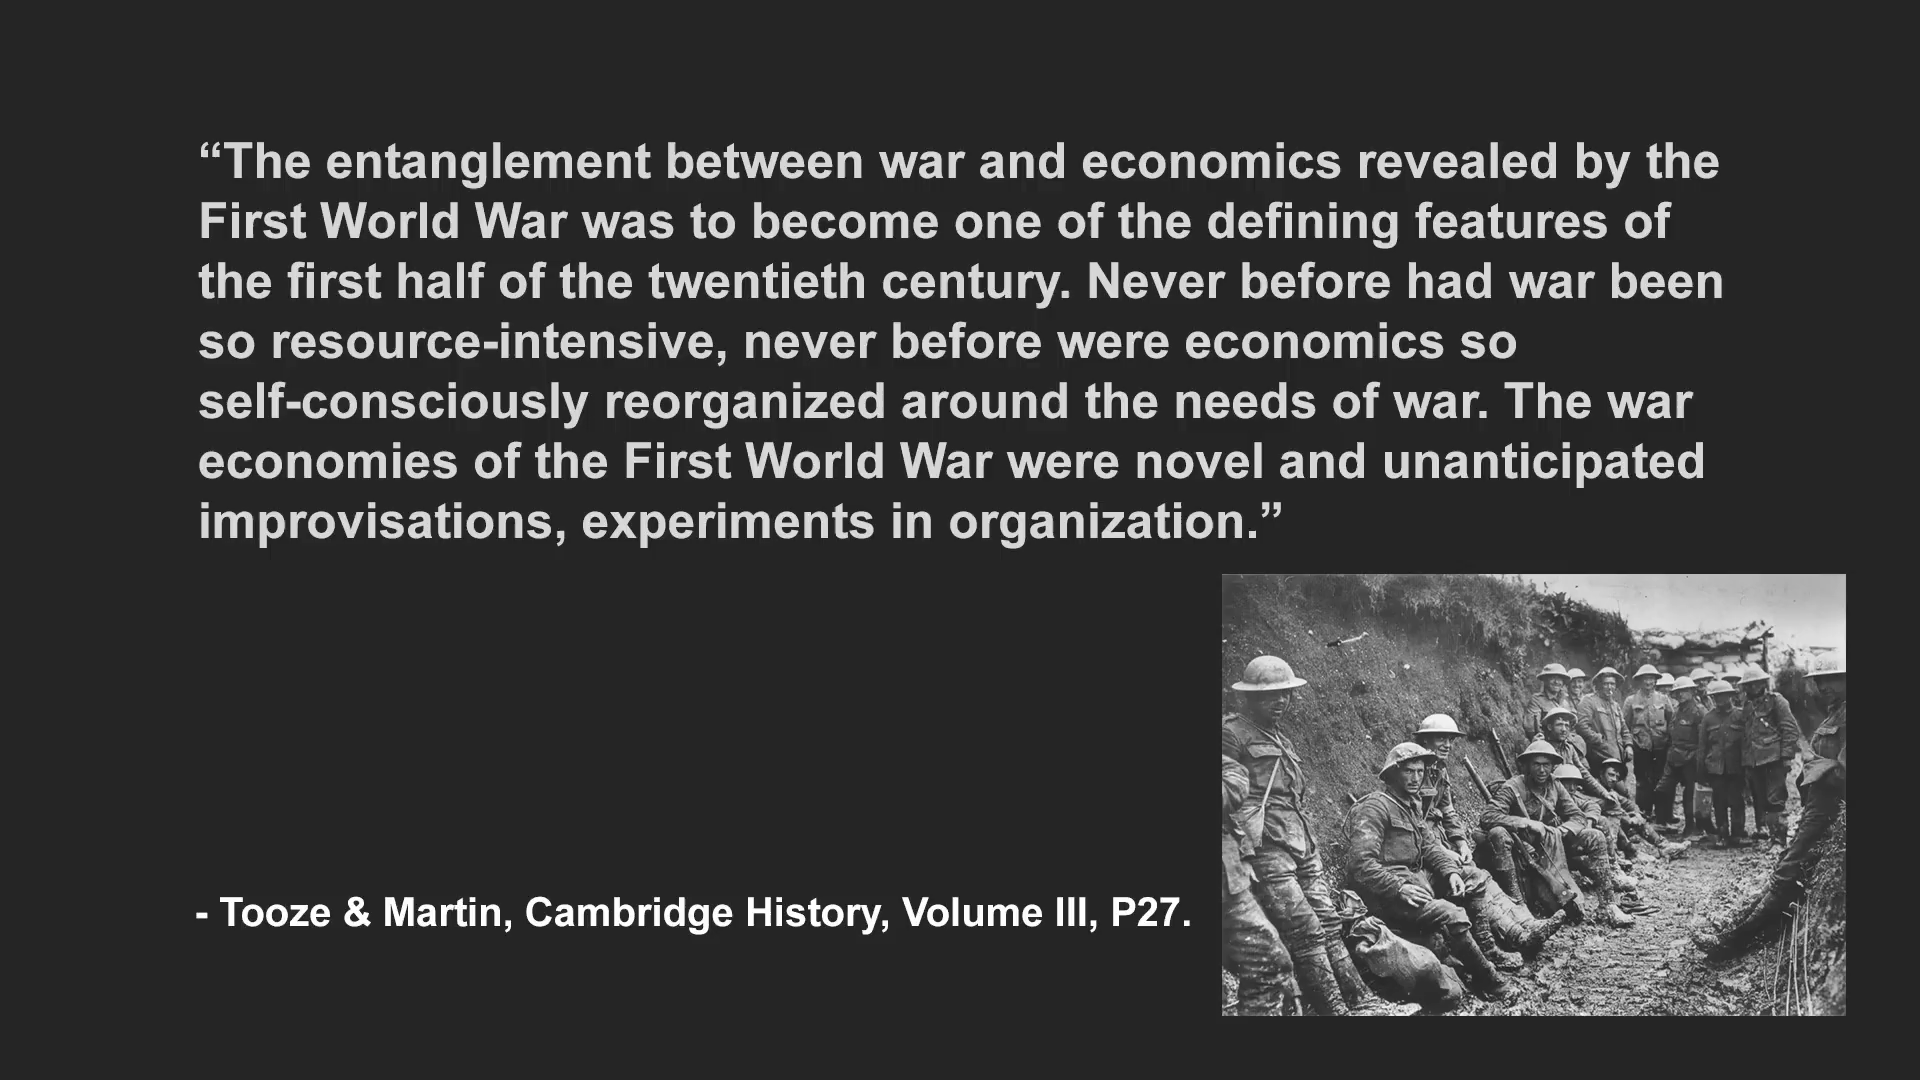 “The entanglement between war and economics revealed by the
First World War was to become one of the defining features of
the first half of the twentieth century. Never before had war been
so resource-intensive, never before were economics so
self-consciously reorganized around the needs of war. The war
economies of the First World War were novel and unanticipated
improvisations, experiments in organization.”
- Tooze & Martin, Cambridge History, Volume III, P27.